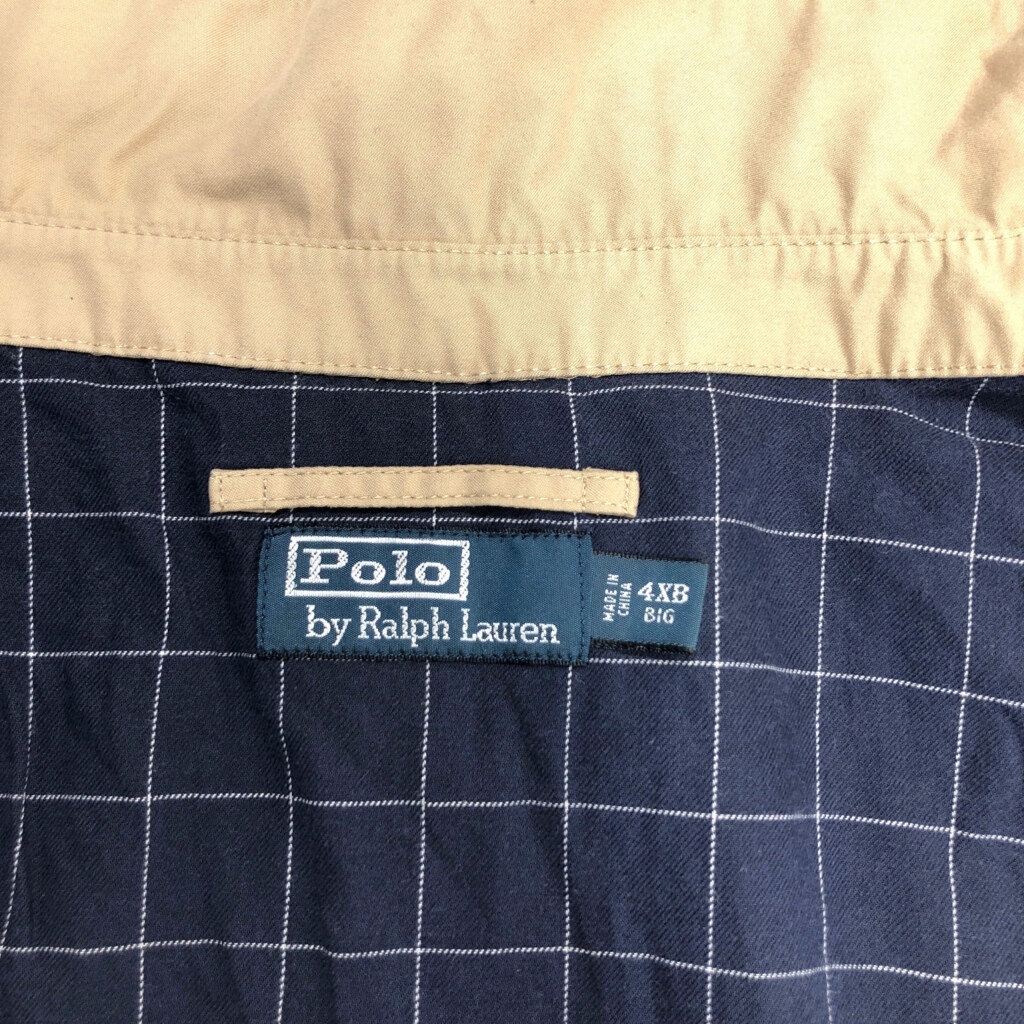 Polo
by Ralph Lauren
MADE IN
CHINA
4XB
BIG